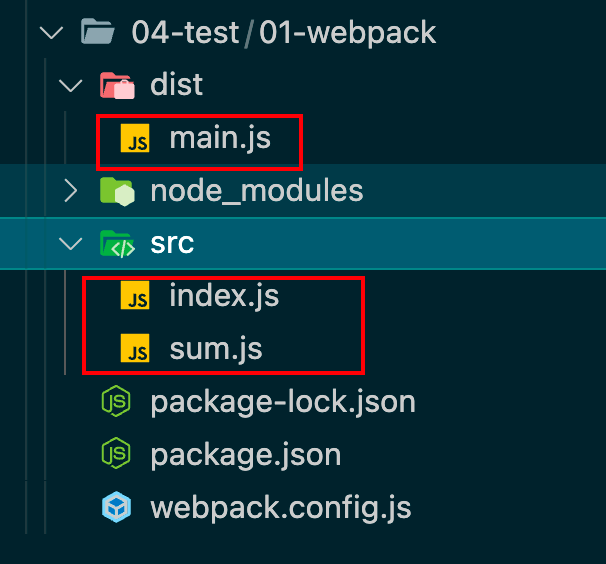 04-test/01-webpack
dist
JS main.js
node_modules
src
JS index.js
JS sum.js
JS package-lock.json
JS package.json
webpack.config.js